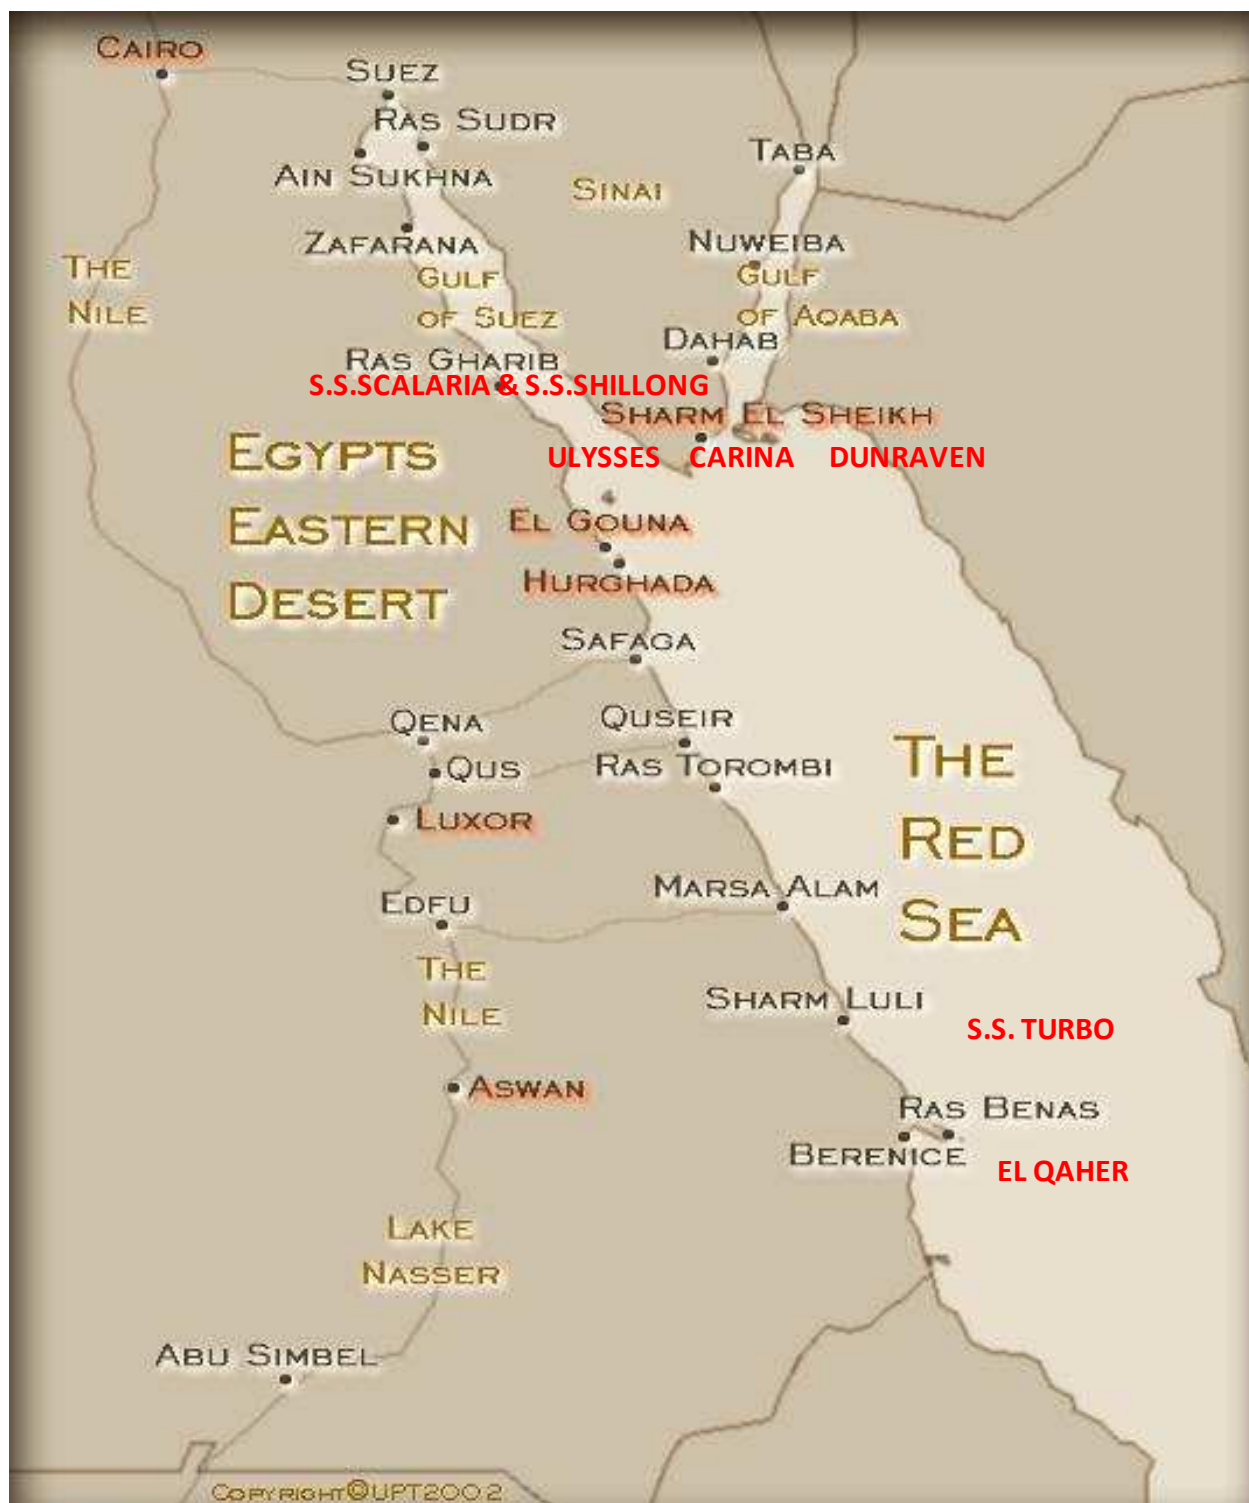 CAIRO
SUEZ
RAS SUDR
TABA
AIN SUKHNA
SINAI
ZAFARANA
NUWEIBA
THE
NILE
GULF
OF SUEZ
GULF
OF AQABA
DAHAB
RAS GHARIB
S.S.SCALARIA & S.S.SHILLONG
SHARM EL SHEIKH
ULYSSES CARINA DUNRAVEN
EGYPTS
EASTERN
DESERT
EL GOUNA
HURGHADA
SAFAGA
QENA
QUSEIR
QUS
RAS TOROMBI
THE
RED
SEA
LUXOR
MARSA ALAM
EDFU
THE
NILE
SHARM LULI
S.S. TURBO
ASWAN
RAS BENAS
BERENICE
EL QAHER
LAKE
NASSER
ABU SIMBEL
COPYRIGHT©UPT2002